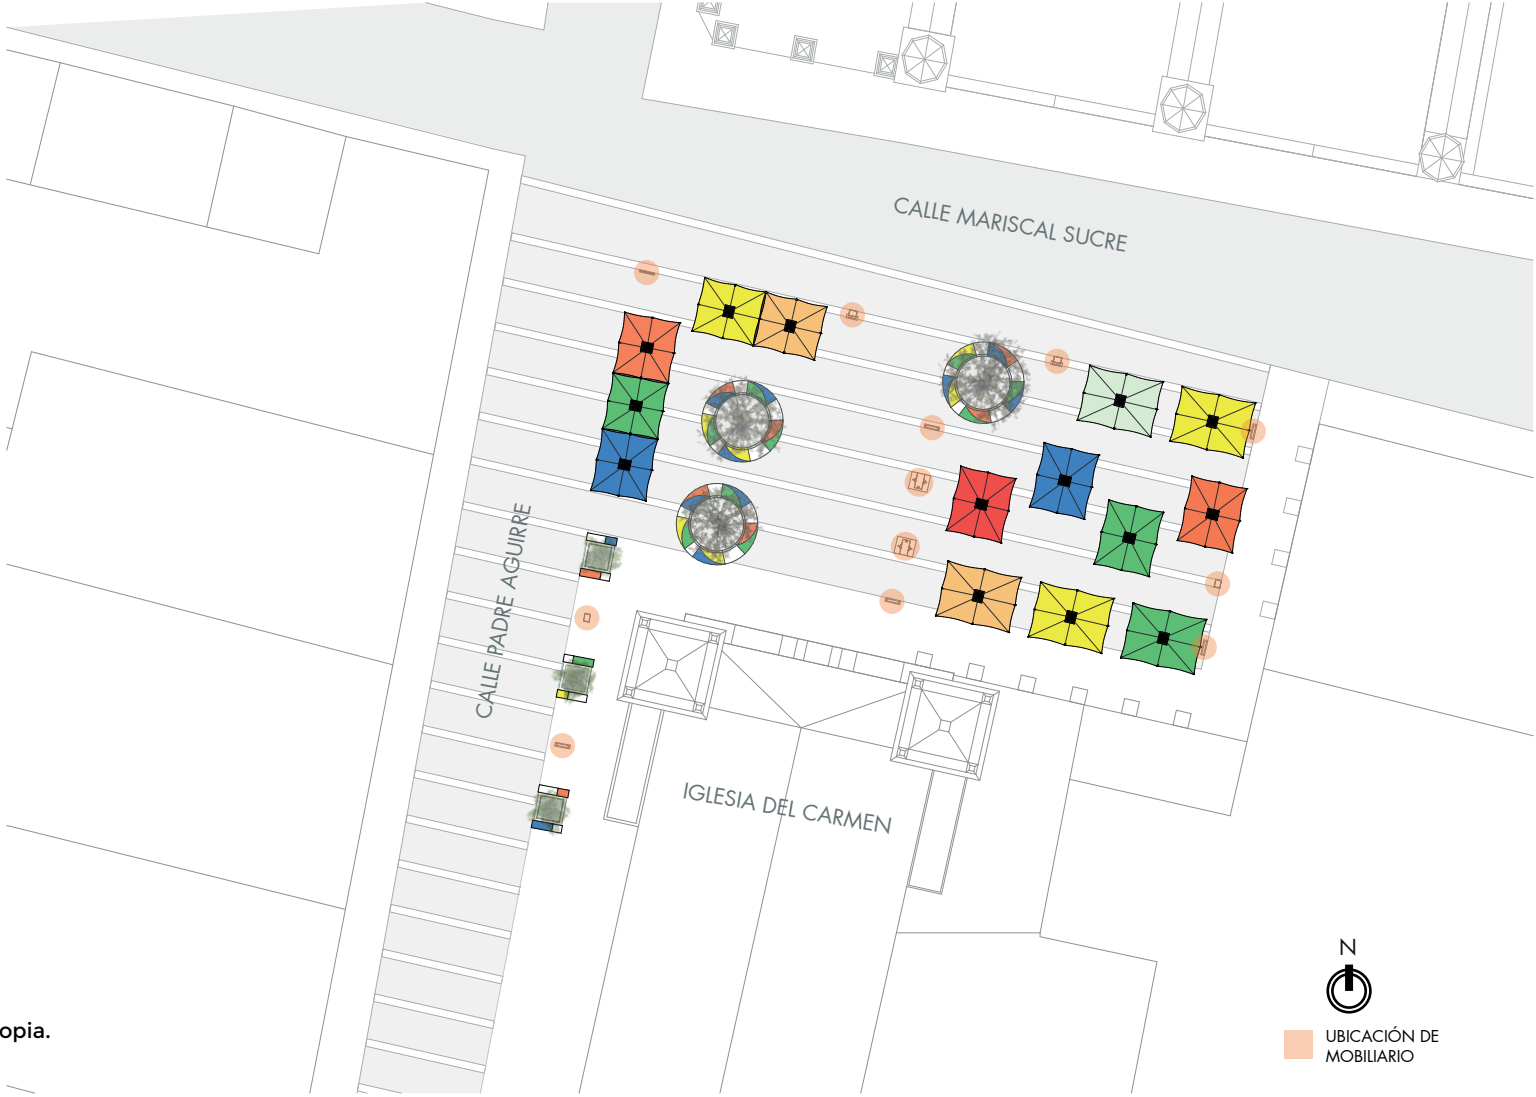 CALLE MARISCAL SUCRE
CALLE PADRE AGUIRRE
IGLESIA DEL CARMEN
N
UBICACIÓN DE
MOBILIARIO
opia.